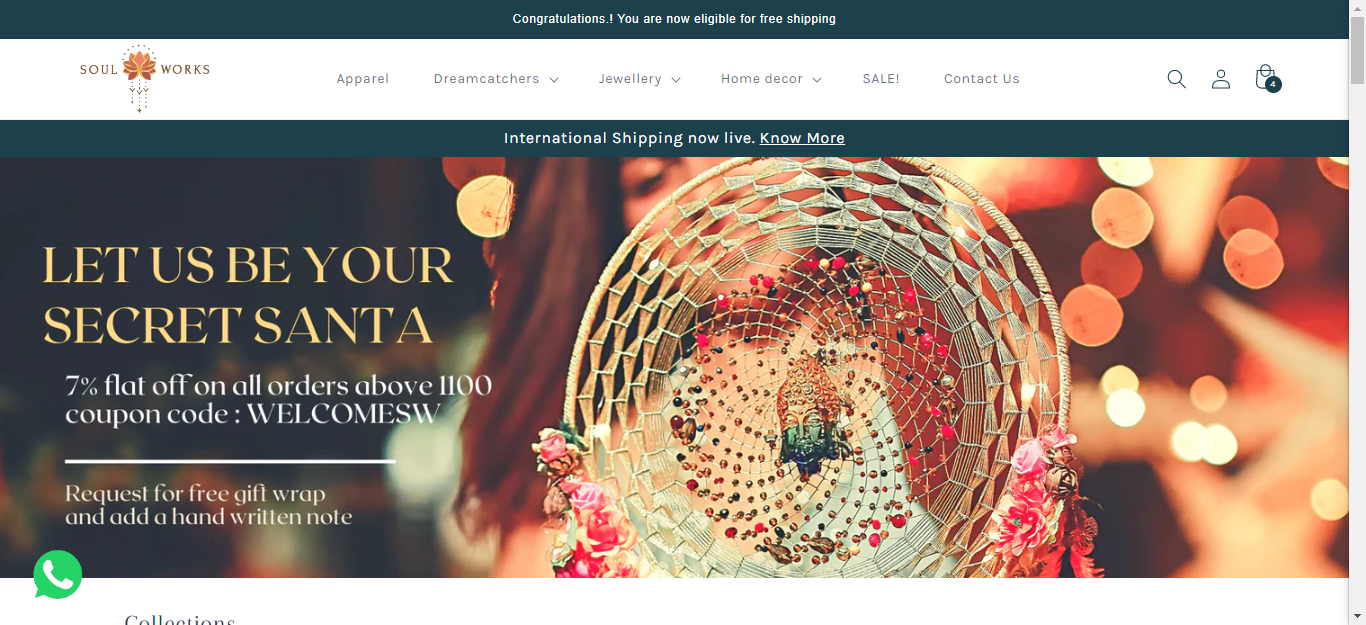 Congratulations.! You are now eligible for free shipping
SOUL WORKS
Apparel
Dreamcatchers
Jewellery
Home decor
SALE!
Contact Us
4
International Shipping now live. Know More
LET US BE YOUR
SECRET SANTA
7% flat off on all orders above 1100
coupon code : WELCOMESW
Request for free gift wrap
and add a hand written note
Collections